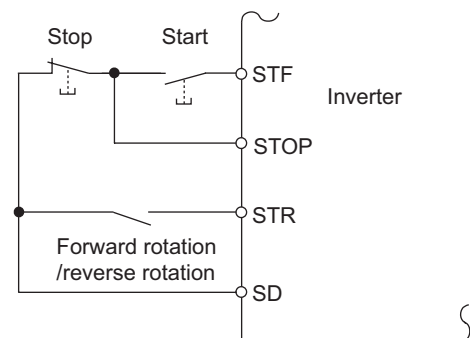 Stop
Start
STF
Inverter
STOP
STR
Forward rotation
/reverse rotation
SD